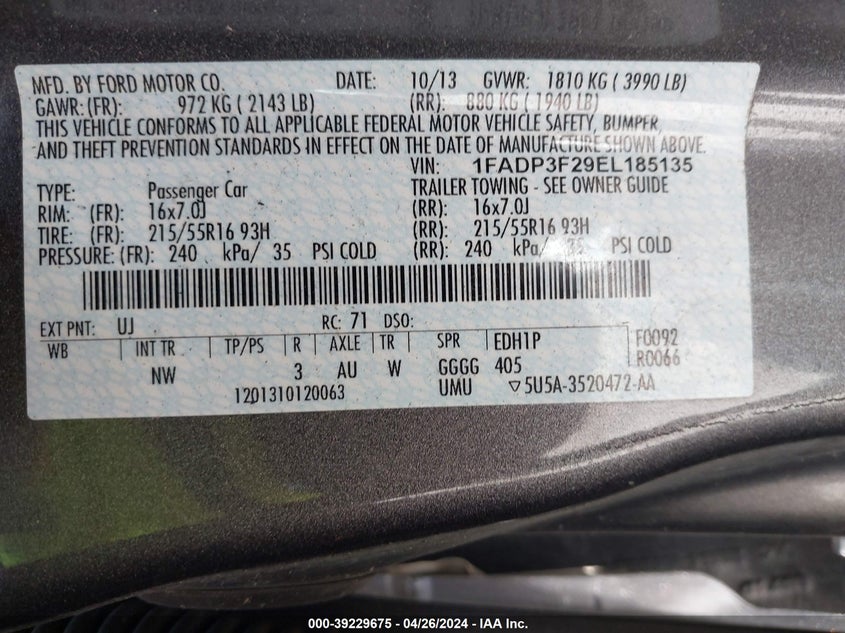 MFD. BY FORD MOTOR CO. DATE: 10/13 GVWR: 1810 KG ( 3990 LB)
GAWR: (FR): 972 KG ( 2143 LB) (RR): 880 KG ( 1940 LB)
THIS VEHICLE CONFORMS TO ALL APPLICABLE FEDERAL MOTOR VEHICLE SAFETY, BUMPER,
AND THEFT PREVENTION STANDARDS IN EFFECT ON THE DATE OF MANUFACTURE SHOWN ABOVE.
VIN: 1FADP3F29EL185135
TYPE: Passenger Car TRAILER TOWING - SEE OWNER GUIDE
RIM: (FR): 16x7.0J (RR): 16x7.0J
TIRE: (FR): 215/55R16 93H (RR): 215/55R16 93H
PRESSURE: (FR): 240 kPa/ 35 PSI COLD (RR): 240 kPa/ 35 PSI COLD
EXT PNT: UJ RC: 71 DSO:
WB INT TR TP/PS R AXLE TR SPR EDH1P F0092
NW 3 AU W GGGG 405 R0066
1201310120063 UMU ▽5U5A-3520472-AA
000-39229675 - 04/26/2024 - IAA Inc.